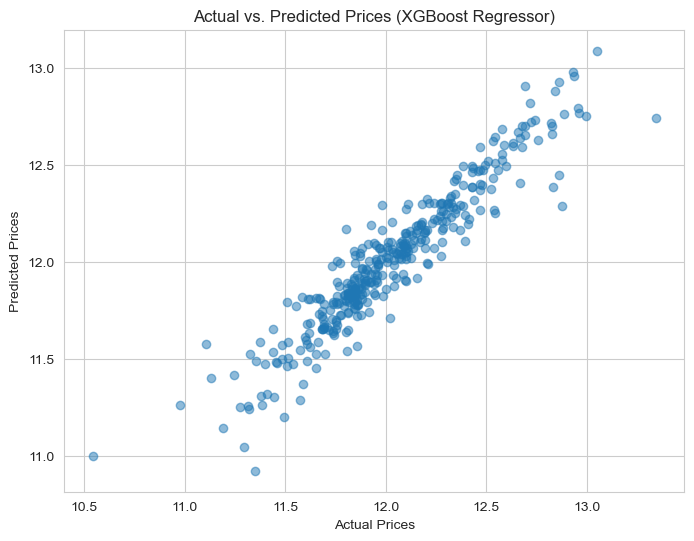 Actual vs. Predicted Prices (XGBoost Regressor)
Predicted Prices
13.0
12.5
12.0
11.5
11.0
10.5 11.0 11.5 12.0 12.5 13.0
Actual Prices